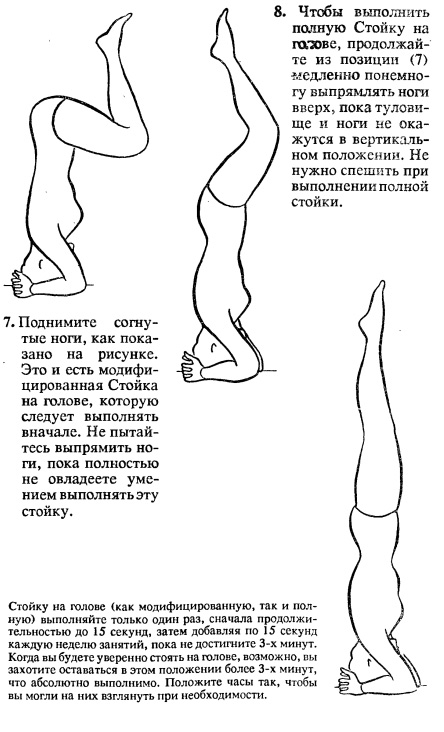 8. Чтобы выполнить
полную Стойку на
голове, продолжай-
те из позиции (7)
медленно понемно-
гу выпрямлять ноги
вверх, пока тулови-
ще и ноги не ока-
жутся в вертикаль-
ном положении. Не
нужно спешить при
выполнении полной
стойки.
7. Поднимите согну-
тые ноги, как пока-
зано на рисунке.
Это и есть модифи-
цированная Стойка
на голове, которую
следует выполнять
вначале. Не пытай-
тесь выпрямить но-
ги, пока полностью
не овладеете уме-
нием выполнять эту
стойку.
Стойку на голове (как модифицированную, так и пол-
ную) выполняйте только один раз, сначала продолжи-
тельностью до 15 секунд, затем добавляя по 15 секунд
каждую неделю занятий, пока не достигните 3-х минут.
Когда вы будете уверенно стоять на голове, возможно, вы
захотите оставаться в этом положении более 3-х минут,
что абсолютно выполнимо. Положите часы так, чтобы
вы могли на них взглянуть при необходимости.